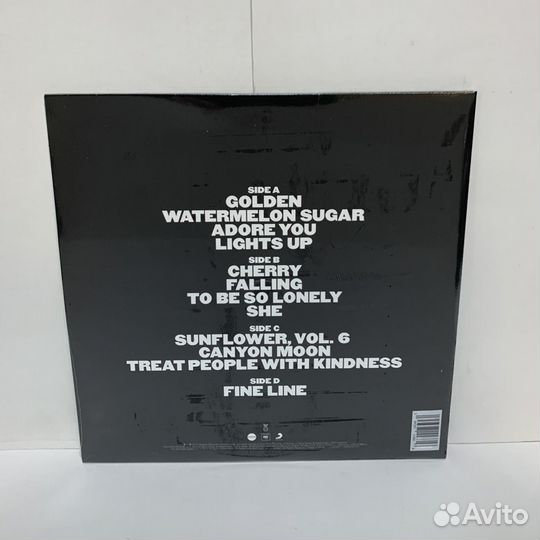 SIDE A
GOLDEN
WATERMELON SUGAR
ADORE YOU
LIGHTS UP
SIDE B
CHERRY
FALLING
TO BE SO LONELY
SHE
SIDE C
SUNFLOWER, VOL. 6
CANYON MOON
TREAT PEOPLE WITH KINDNESS
SIDE D
FINE LINE
Avito